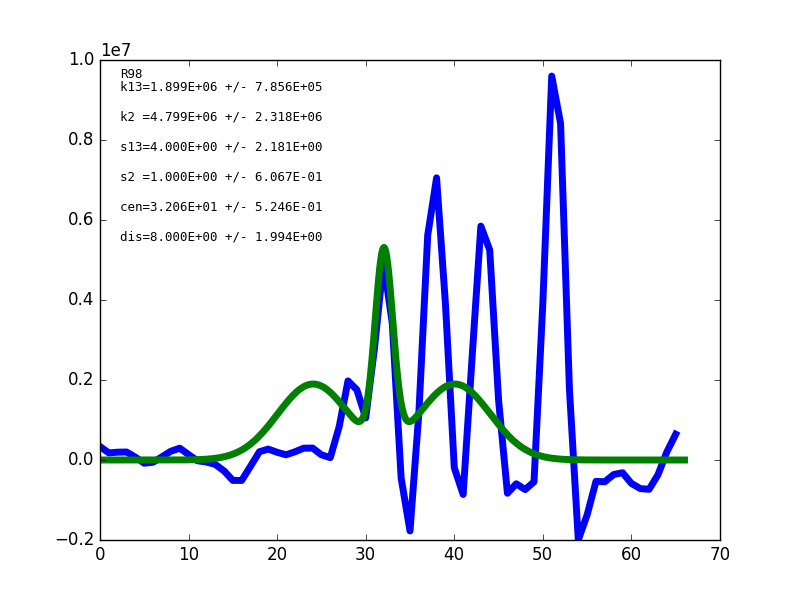 1e7
R98
k13=1.899E+06 +/- 7.856E+05
k2 =4.799E+06 +/- 2.318E+06
s13=4.000E+00 +/- 2.181E+00
s2 =1.000E+00 +/- 6.067E-01
cen=3.206E+01 +/- 5.246E-01
dis=8.000E+00 +/- 1.994E+00
1.0
0.8
0.6
0.4
0.2
0.0
−0.2
0 10 20 30 40 50 60 70